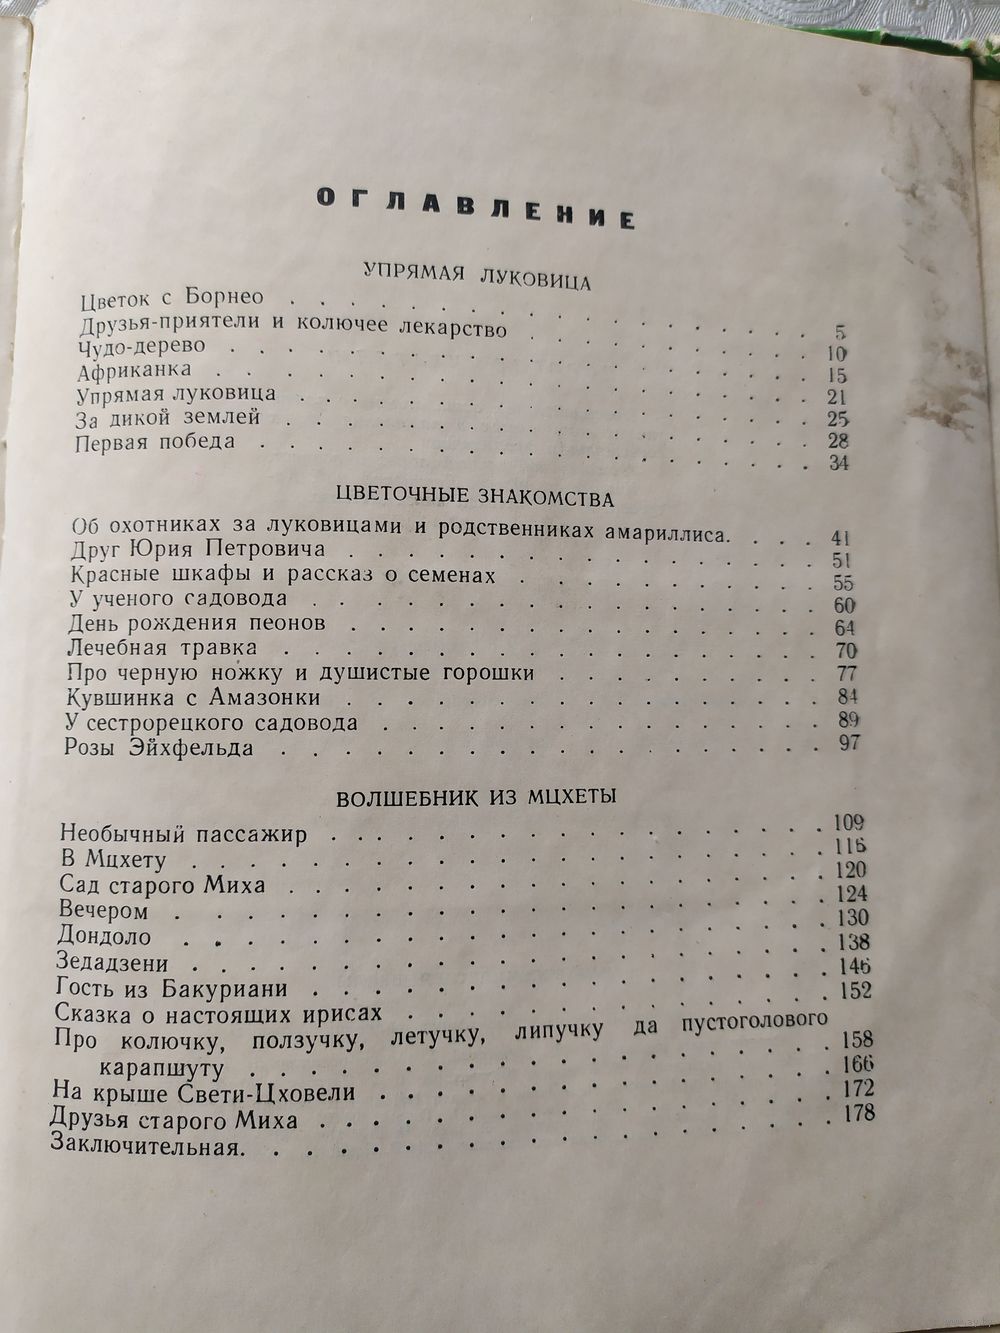 ОГЛАВЛЕНИЕ
УПРЯМАЯ ЛУКОВИЦА
Цветок с Борнео . . . . . . . . . . . . . . . . 5
Друзья-приятели и колючее лекарство . . . . . . . . . 10
Чудо-дерево . . . . . . . . . . . . . . . . . . 15
Африканка . . . . . . . . . . . . . . . . . . 21
Упрямая луковица . . . . . . . . . . . . . . . . 25
За дикой землей . . . . . . . . . . . . . . . . 28
Первая победа . . . . . . . . . . . . . . . . . 34
ЦВЕТОЧНЫЕ ЗНАКОМСТВА
Об охотниках за луковицами и родственниках амариллиса. . . . 41
Друг Юрия Петровича . . . . . . . . . . . . . . 51
Красные шкафы и рассказ о семенах . . . . . . . . . 55
У ученого садовода . . . . . . . . . . . . . . . 60
День рождения пеонов . . . . . . . . . . . . . . 64
Лечебная травка . . . . . . . . . . . . . . . . 70
Про черную ножку и душистые горошки . . . . . . . . 77
Кувшинка с Амазонки . . . . . . . . . . . . . . 84
У сестрорецкого садовода . . . . . . . . . . . . . 89
Розы Эйхфельда . . . . . . . . . . . . . . . . 97
ВОЛШЕБНИК ИЗ МЦХЕТЫ
Необычный пассажир . . . . . . . . . . . . . . . 109
В Мцхету . . . . . . . . . . . . . . . . . . . 116
Сад старого Миха . . . . . . . . . . . . . . . . 120
Вечером . . . . . . . . . . . . . . . . . . . 124
Дондоло . . . . . . . . . . . . . . . . . . . 130
Зедадзени . . . . . . . . . . . . . . . . . . . 138
Гость из Бакуриани . . . . . . . . . . . . . . . 146
Сказка о настоящих ирисах . . . . . . . . . . . . 152
Про колючку, ползучку, летучку, липучку да пустоголового
карапшуту . . . . . . . . . . . . . . . . . 158
На крыше Свети-Цховели . . . . . . . . . . . . . 166
Друзья старого Миха . . . . . . . . . . . . . . . 172
Заключительная. . . . . . . . . . . . . . . . . 178